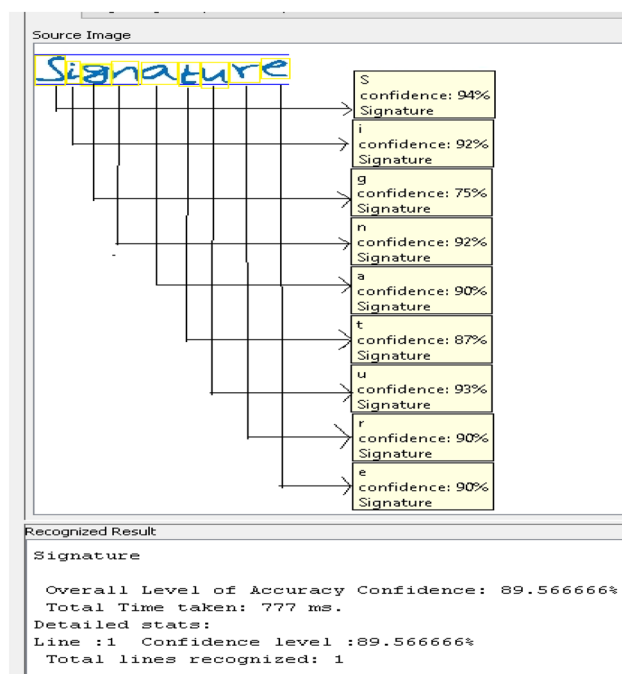 Source Image
Signature
S
confidence: 94%
Signature
i
confidence: 92%
Signature
g
confidence: 75%
Signature
n
confidence: 92%
Signature
a
confidence: 90%
Signature
t
confidence: 87%
Signature
u
confidence: 93%
Signature
r
confidence: 90%
Signature
e
confidence: 90%
Signature
Recognized Result
Signature
Overall Level of Accuracy Confidence: 89.566666%
Total Time taken: 777 ms.
Detailed stats:
Line :1 Confidence level :89.566666%
Total lines recognized: 1